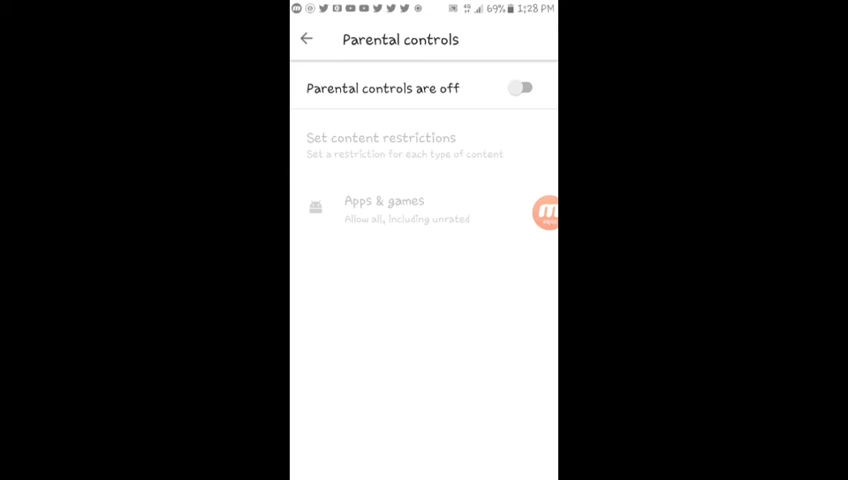 69% 1:28 PM
Parental controls
Parental controls are off
Set content restrictions
Set a restriction for each type of content
Apps & games
Allow all, including unrated